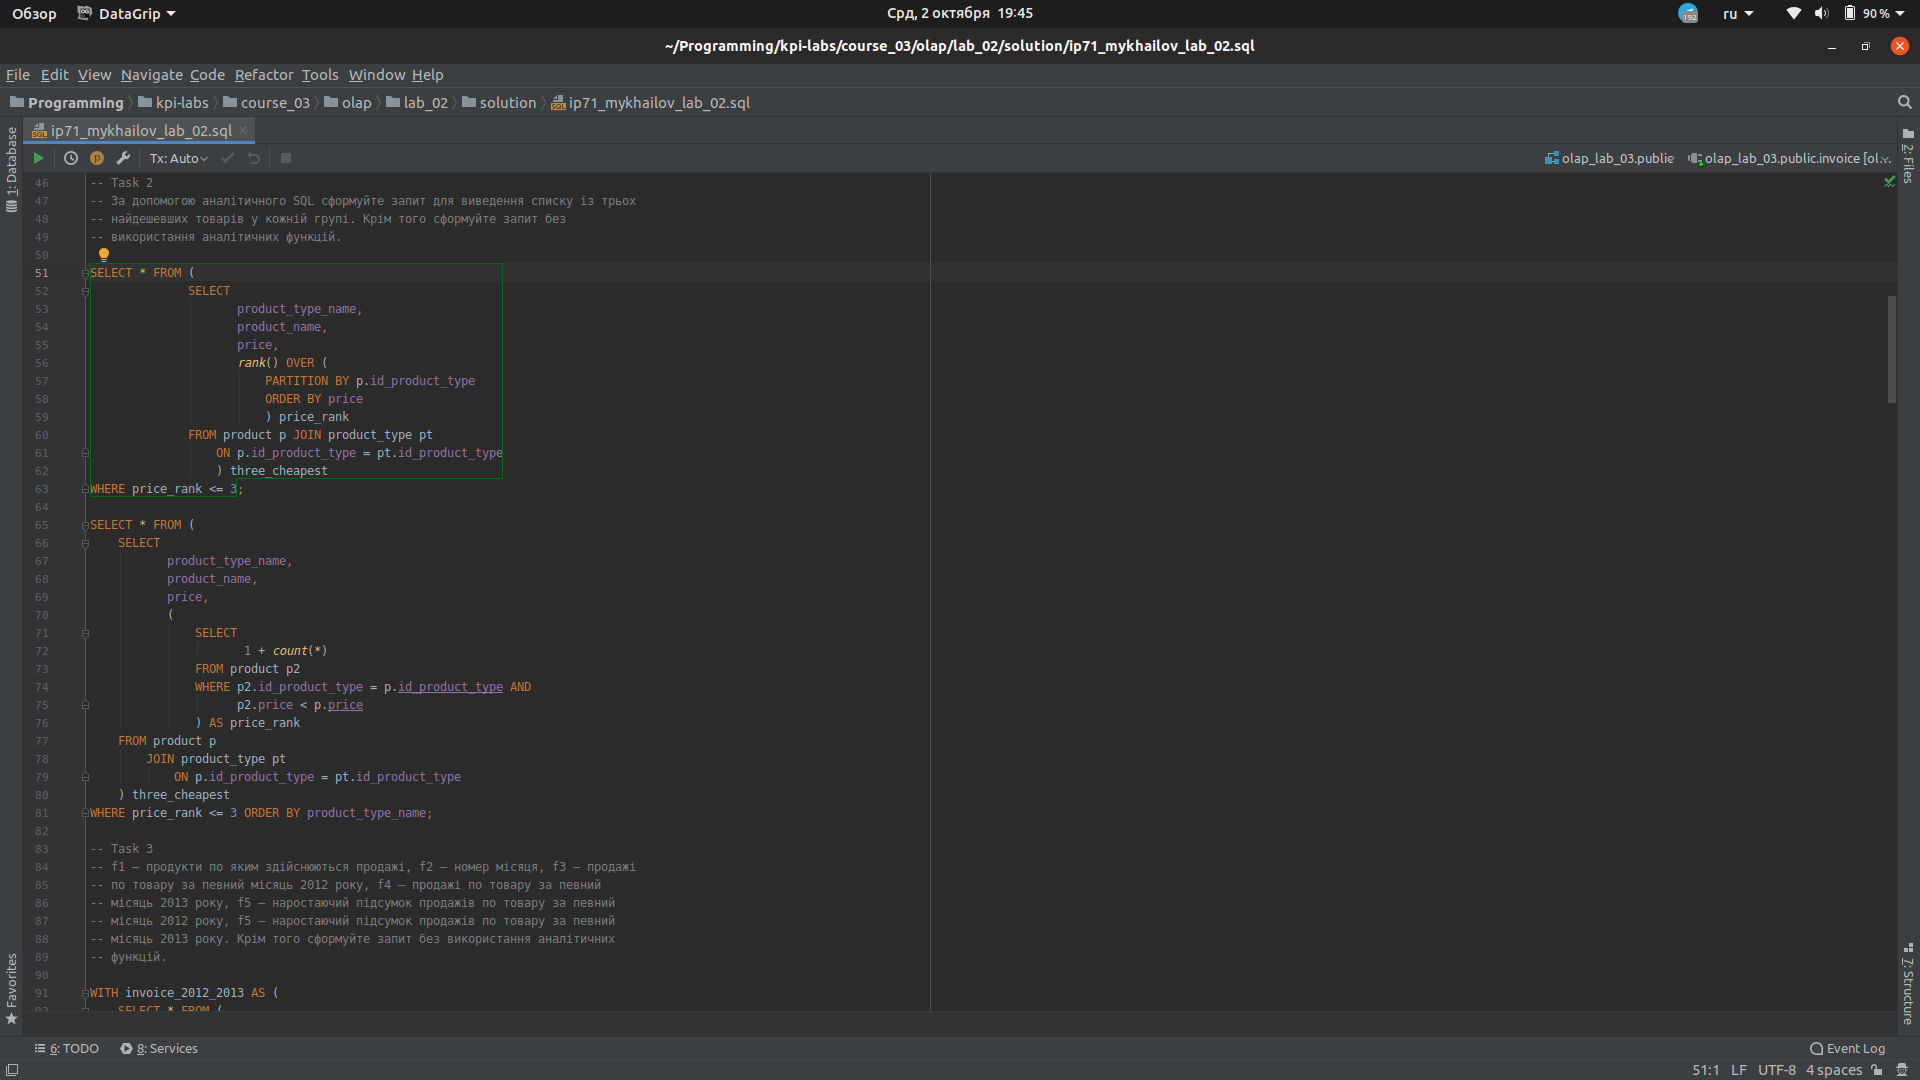 Обзор DataGrip Срд, 2 октября 19:45 192 ru 90 %
~/Programming/kpi-labs/course_03/olap/lab_02/solution/ip71_mykhailov_lab_02.sql
File Edit View Navigate Code Refactor Tools Window Help
Programming kpi-labs course_03 olap lab_02 solution ip71_mykhailov_lab_02.sql
ip71_mykhailov_lab_02.sql
Tx: Auto olap_lab_03.public olap_lab_03.public.invoice [ol...
1: Database
Favorites
2: Files
7: Structure
46 -- Task 2
47 -- За допомогою аналітичного SQL сформуйте запит для виведення списку із трьох
48 -- найдешевших товарів у кожній групі. Крім того сформуйте запит без
49 -- використання аналітичних функцій.
50
51 SELECT * FROM (
52 SELECT
53 product_type_name,
54 product_name,
55 price,
56 rank() OVER (
57 PARTITION BY p.id_product_type
58 ORDER BY price
59 ) price_rank
60 FROM product p JOIN product_type pt
61 ON p.id_product_type = pt.id_product_type
62 ) three_cheapest
63 WHERE price_rank <= 3;
64
65 SELECT * FROM (
66 SELECT
67 product_type_name,
68 product_name,
69 price,
70 (
71 SELECT
72 1 + count(*)
73 FROM product p2
74 WHERE p2.id_product_type = p.id_product_type AND
75 p2.price < p.price
76 ) AS price_rank
77 FROM product p
78 JOIN product_type pt
79 ON p.id_product_type = pt.id_product_type
80 ) three_cheapest
81 WHERE price_rank <= 3 ORDER BY product_type_name;
82
83 -- Task 3
84 -- f1 – продукти по яким здійснюються продажі, f2 – номер місяця, f3 – продажі
85 -- по товару за певний місяць 2012 року, f4 – продажі по товару за певний
86 -- місяць 2013 року, f5 – наростаючий підсумок продажів по товару за певний
87 -- місяць 2012 року, f5 – наростаючий підсумок продажів по товару за певний
88 -- місяць 2013 року. Крім того сформуйте запит без використання аналітичних
89 -- функцій.
90
91 WITH invoice_2012_2013 AS (
92 SELECT * FROM (
6: TODO 8: Services Event Log
51:1 LF UTF-8 4 spaces